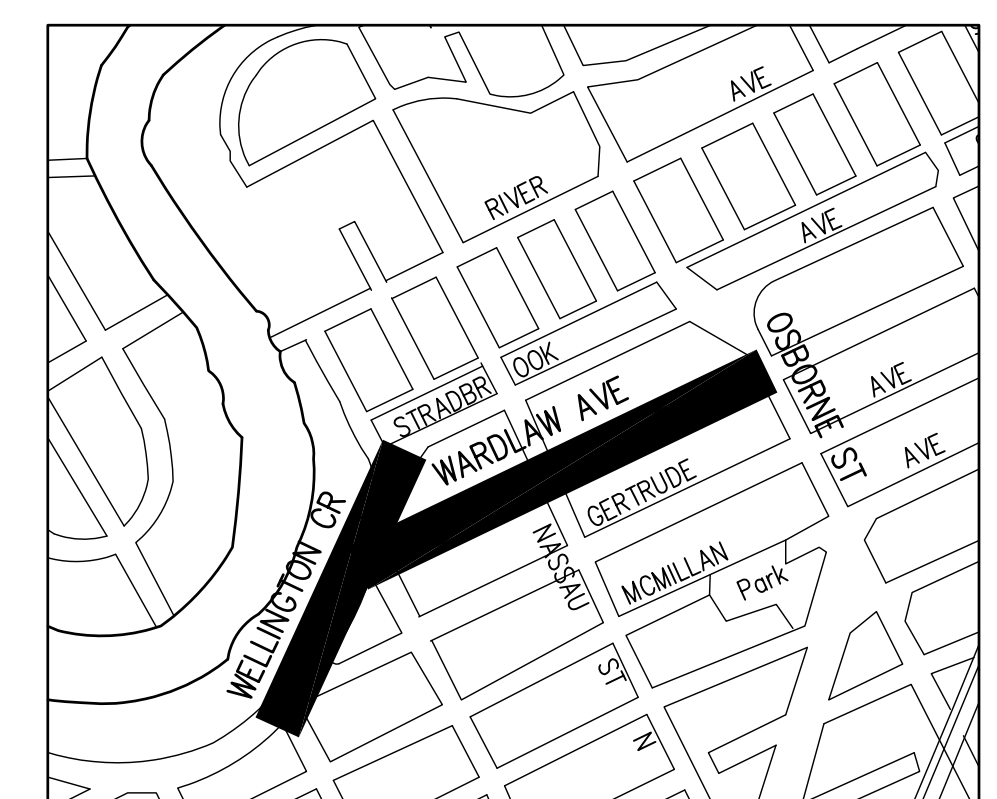 AVE
RIVER
AVE
OSBORNE ST
STRADBR OOK
AVE
WARDLAW AVE
AVE
GERTRUDE
WELLINGTON CR
NASSAU ST N
MCMILLAN
Park